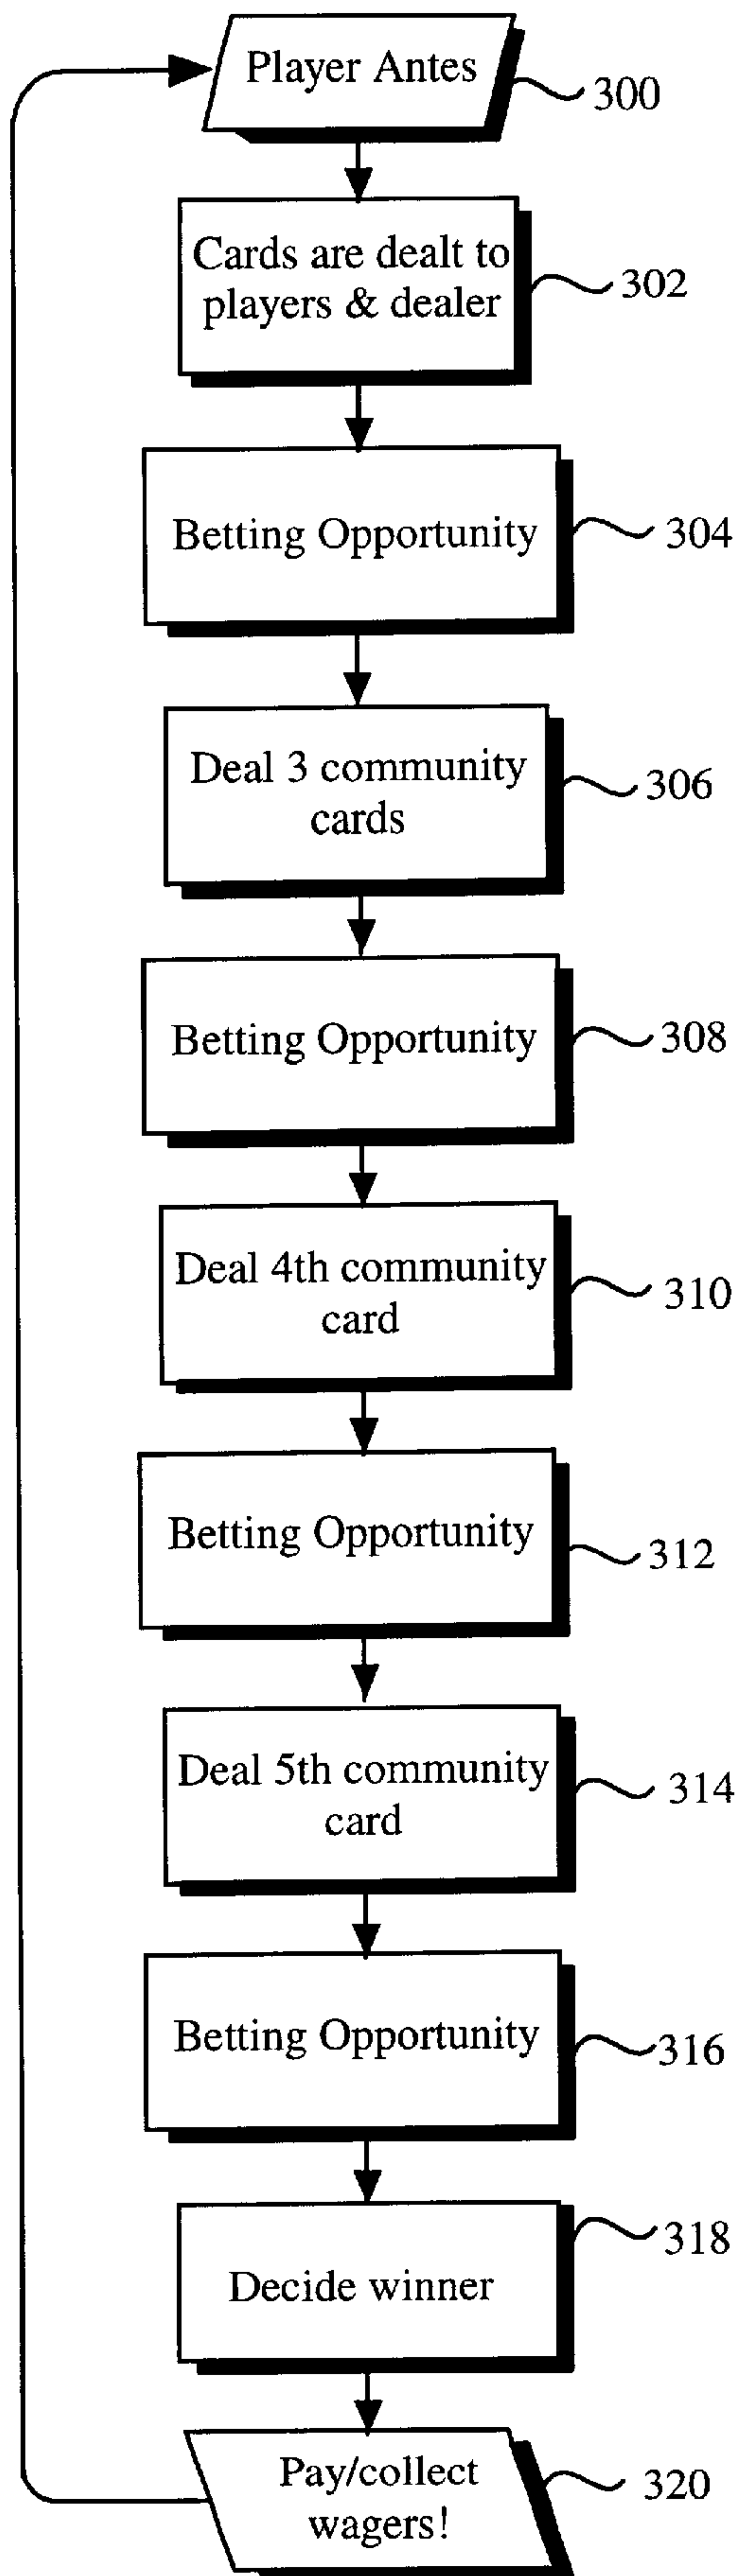 Player Antes
300
Cards are dealt to
players & dealer
302
Betting Opportunity
304
Deal 3 community
cards
306
Betting Opportunity
308
Deal 4th community
card
310
Betting Opportunity
312
Deal 5th community
card
314
Betting Opportunity
316
318
Decide winner
Pay/collect
wagers!
320